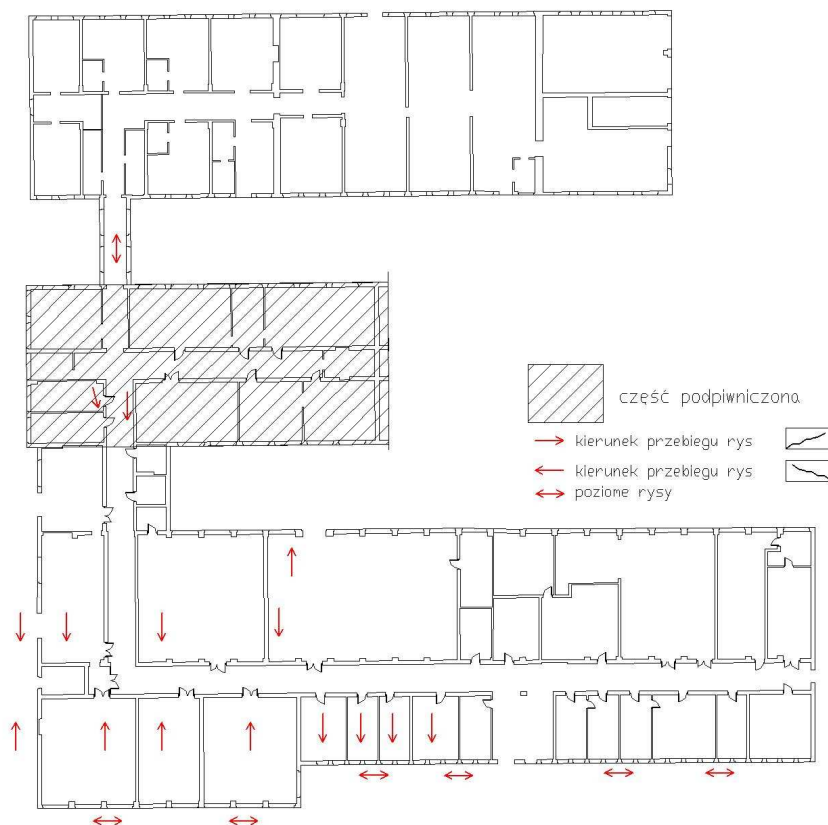 część podpiwniczona
kierunek przebiegu rys
kierunek przebiegu rys
poziome rysy